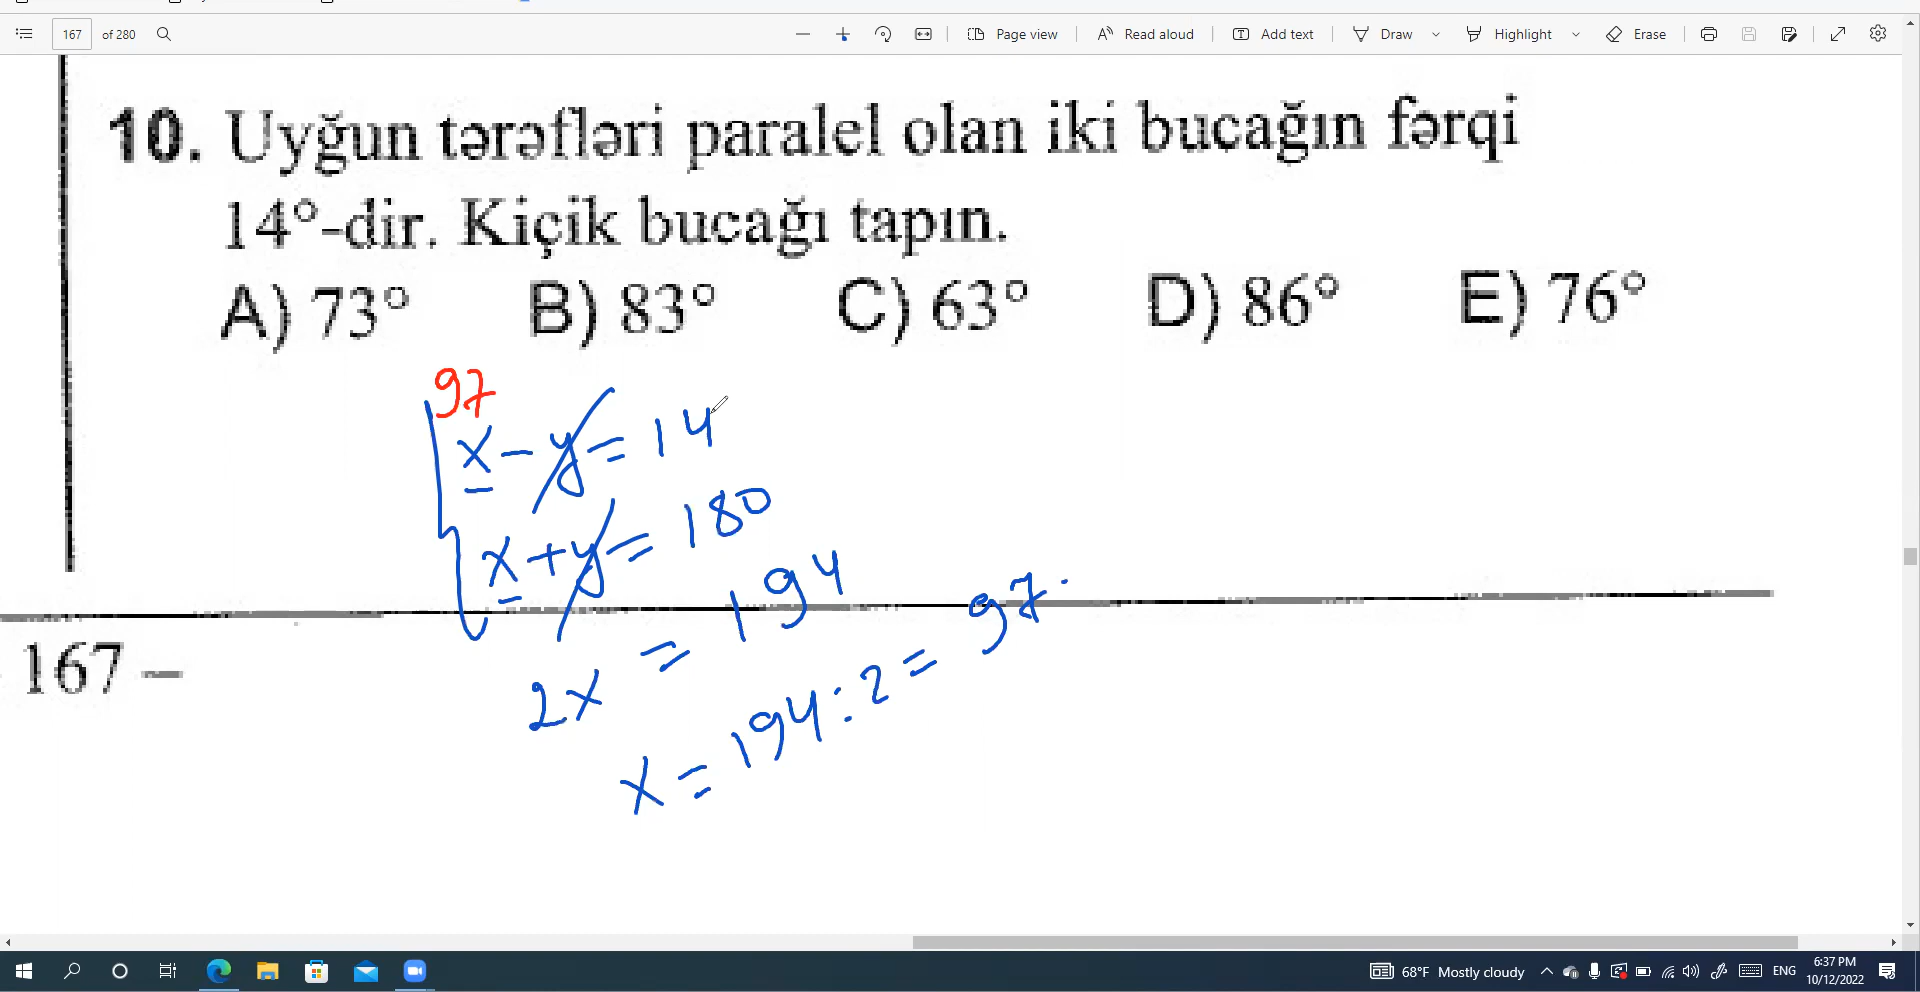 167 of 280 Page view Read aloud Add text Draw Highlight Erase
10. Uyğun tərəfləri paralel olan iki bucağın fərqi
14°-dir. Kiçik bucağı tapın.
A) 73° B) 83° C) 63° D) 86° E) 76°
97
x - y = 14
x + y = 180
2x = 194
x = 194 : 2 = 97.
167 –
68°F Mostly cloudy ENG 6:37 PM
10/12/2022